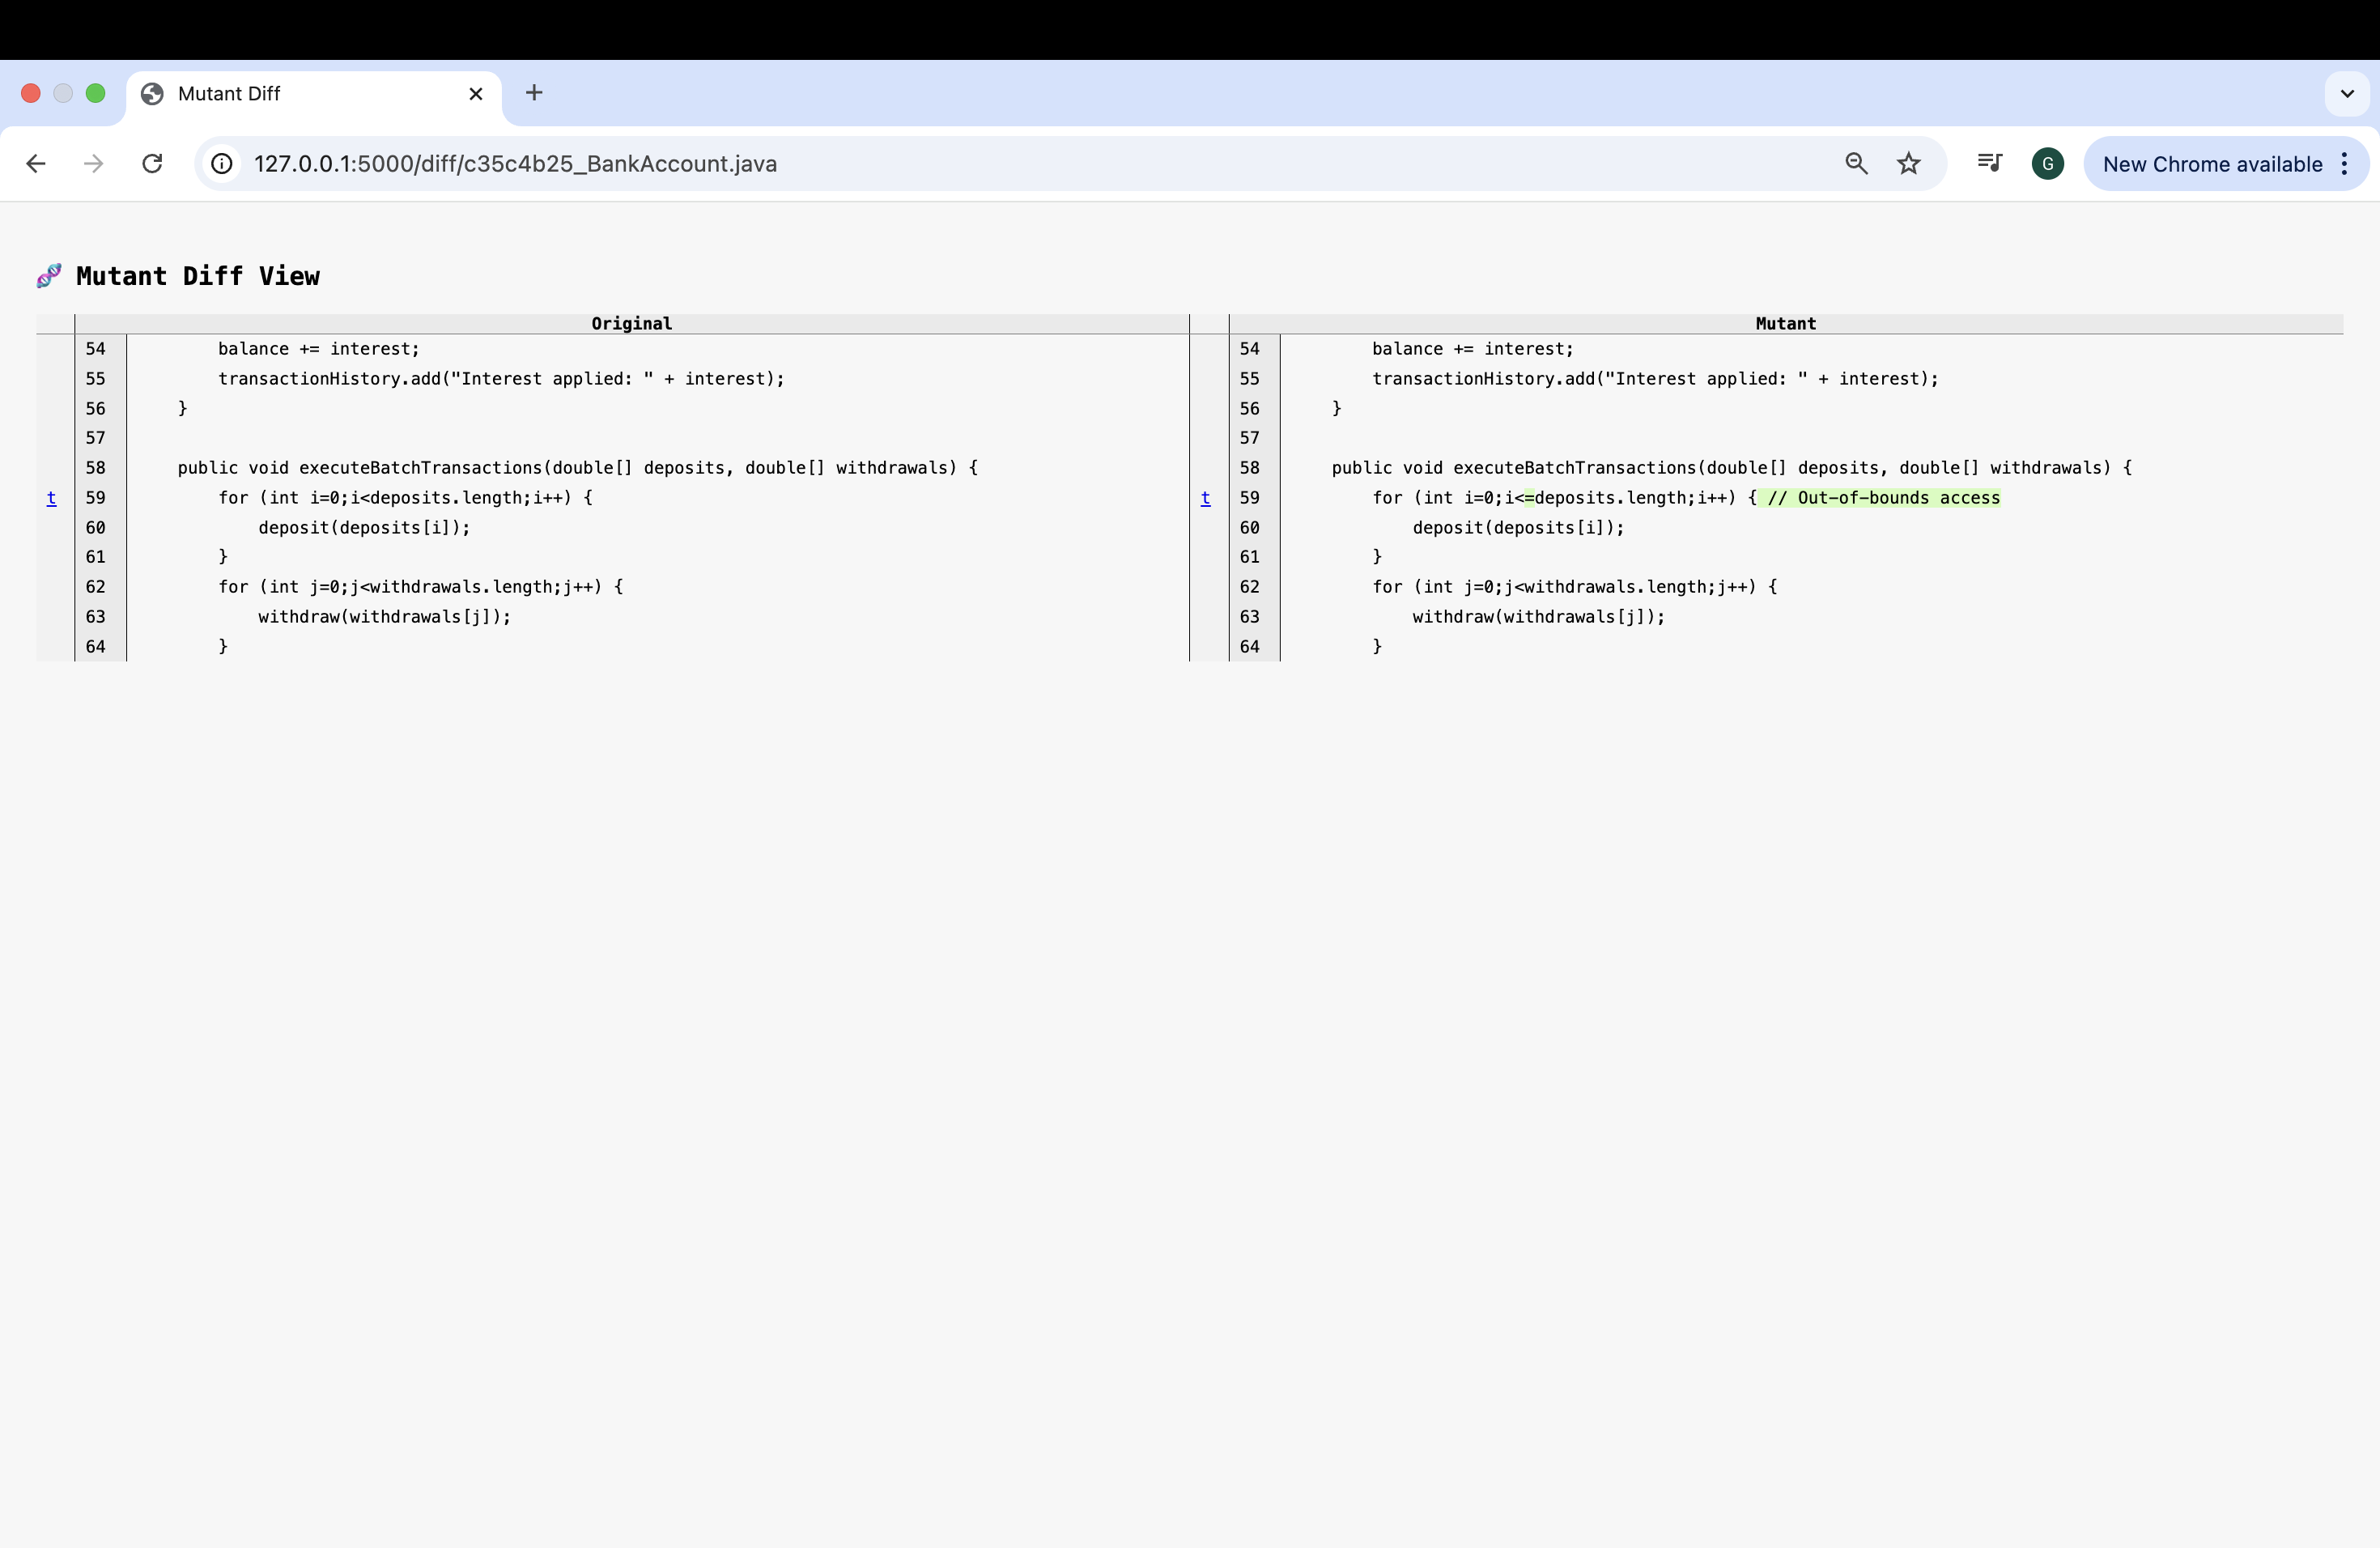 Mutant Diff
127.0.0.1:5000/diff/c35c4b25_BankAccount.java
G
New Chrome available
Mutant Diff View
Original
54 balance += interest;
55 transactionHistory.add("Interest applied: " + interest);
56 }
57
58 public void executeBatchTransactions(double[] deposits, double[] withdrawals) {
t 59 for (int i=0;i<deposits.length;i++) {
60 deposit(deposits[i]);
61 }
62 for (int j=0;j<withdrawals.length;j++) {
63 withdraw(withdrawals[j]);
64 }
Mutant
54 balance += interest;
55 transactionHistory.add("Interest applied: " + interest);
56 }
57
58 public void executeBatchTransactions(double[] deposits, double[] withdrawals) {
t 59 for (int i=0;i<=deposits.length;i++) { // Out-of-bounds access
60 deposit(deposits[i]);
61 }
62 for (int j=0;j<withdrawals.length;j++) {
63 withdraw(withdrawals[j]);
64 }